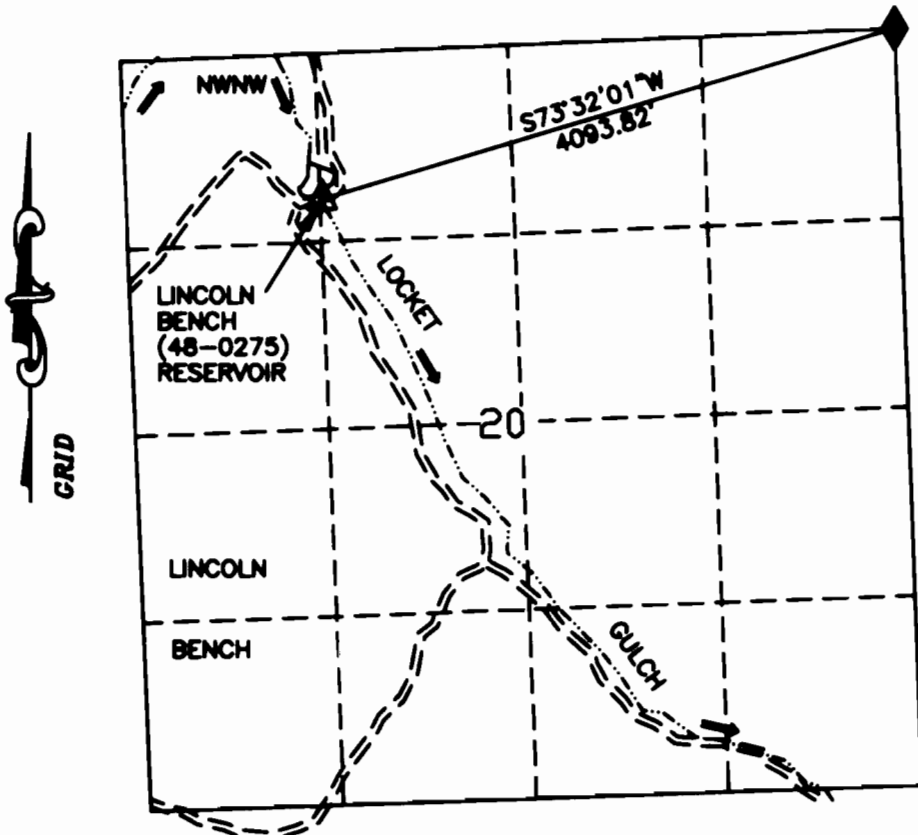 NWNW
S73°32'01"W
4093.82'
LINCOLN
BENCH
(48-0275)
RESERVOIR
LOCKET
20
GRID
LINCOLN
BENCH
GULCH